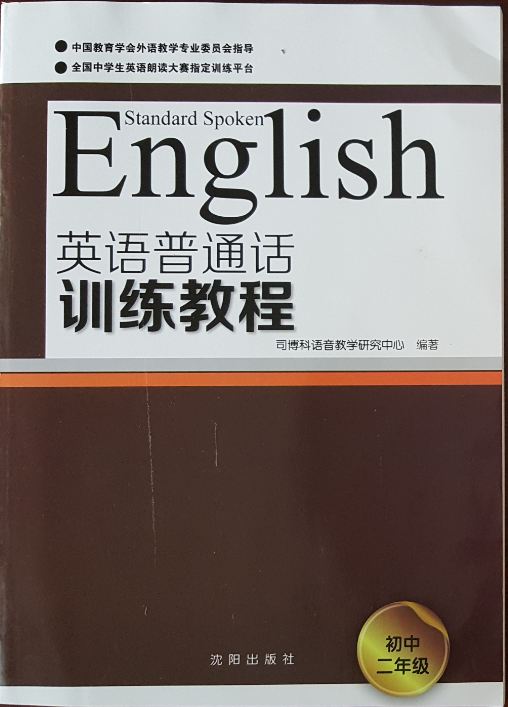 ● 中国教育学会外语教学专业委员会指导
● 全国中学生英语朗读大赛指定训练平台
Standard Spoken
English
英语普通话
训练教程
司博科语音教学研究中心 编著
初中
二年级
沈阳出版社